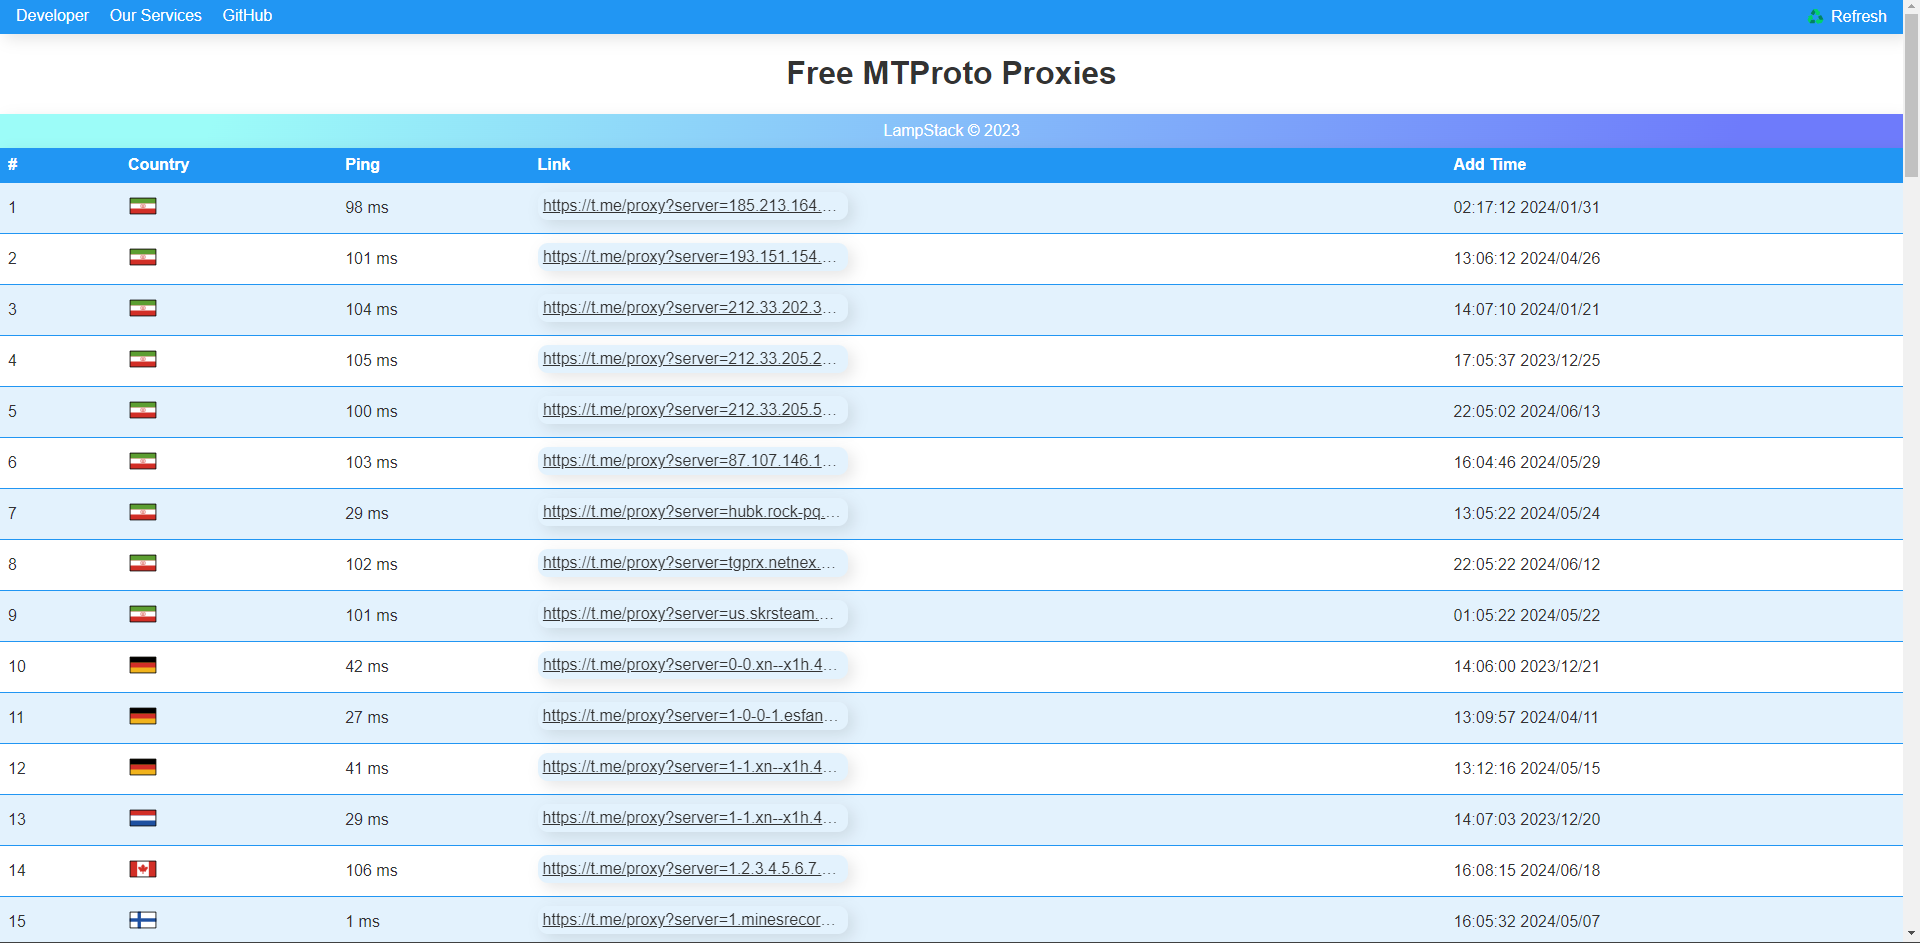 Developer Our Services GitHub Refresh
Free MTProto Proxies
LampStack © 2023
# Country Ping Link Add Time
1 98 ms https://t.me/proxy?server=185.213.164.... 02:17:12 2024/01/31
2 101 ms https://t.me/proxy?server=193.151.154.... 13:06:12 2024/04/26
3 104 ms https://t.me/proxy?server=212.33.202.3... 14:07:10 2024/01/21
4 105 ms https://t.me/proxy?server=212.33.205.2... 17:05:37 2023/12/25
5 100 ms https://t.me/proxy?server=212.33.205.5... 22:05:02 2024/06/13
6 103 ms https://t.me/proxy?server=87.107.146.1... 16:04:46 2024/05/29
7 29 ms https://t.me/proxy?server=hubk.rock-pq.... 13:05:22 2024/05/24
8 102 ms https://t.me/proxy?server=tgprx.netnex.... 22:05:22 2024/06/12
9 101 ms https://t.me/proxy?server=us.skrsteam.... 01:05:22 2024/05/22
10 42 ms https://t.me/proxy?server=0-0.xn--x1h.4... 14:06:00 2023/12/21
11 27 ms https://t.me/proxy?server=1-0-0-1.esfan... 13:09:57 2024/04/11
12 41 ms https://t.me/proxy?server=1-1.xn--x1h.4... 13:12:16 2024/05/15
13 29 ms https://t.me/proxy?server=1-1.xn--x1h.4... 14:07:03 2023/12/20
14 106 ms https://t.me/proxy?server=1.2.3.4.5.6.7.... 16:08:15 2024/06/18
15 1 ms https://t.me/proxy?server=1.minesrecor... 16:05:32 2024/05/07